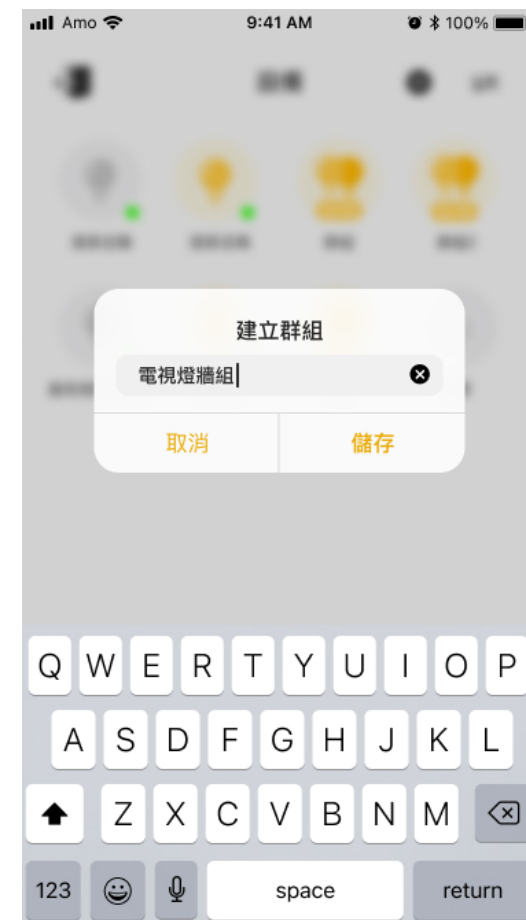 Amo 9:41 AM 100%
建立群組
電視燈牆組
取消 儲存
Q W E R T Y U I O P
A S D F G H J K L
Z X C V B N M
123 space return